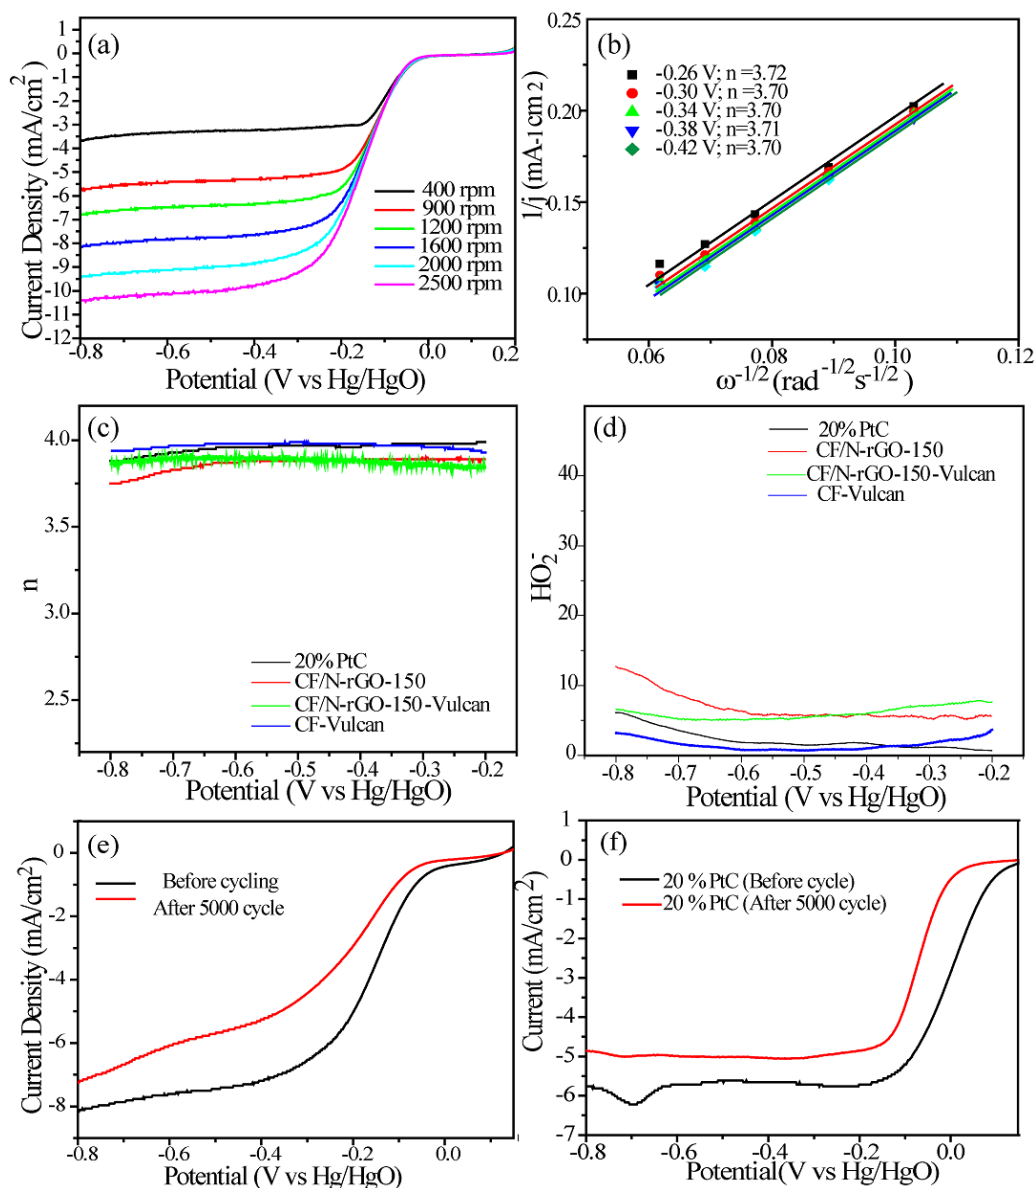 (a)
1
0
-1
-2
-3
-4
-5
-6
-7
-8
-9
-10
-11
-12
Current Density (mA/cm²)
400 rpm
900 rpm
1200 rpm
1600 rpm
2000 rpm
2500 rpm
-0.8 -0.6 -0.4 -0.2 0.0 0.2
Potential (V vs Hg/HgO)
(b)
0.25
0.20
0.15
0.10
1/j (mA-1cm 2)
-0.26 V; n =3.72
-0.30 V; n =3.70
-0.34 V; n=3.70
-0.38 V; n=3.71
-0.42 V; n=3.70
0.06 0.08 0.10 0.12
ω⁻¹/² (rad⁻¹/²s⁻¹/²)
(c)
4.0
3.5
3.0
2.5
n
20% PtC
CF/N-rGO-150
CF/N-rGO-150 -Vulcan
CF-Vulcan
-0.8 -0.7 -0.6 -0.5 -0.4 -0.3 -0.2
Potential (V vs Hg/HgO)
(d)
40
30
20
10
0
HO₂⁻
20% PtC
CF/N-rGO-150
CF/N-rGO-150-Vulcan
CF-Vulcan
-0.8 -0.7 -0.6 -0.5 -0.4 -0.3 -0.2
Potential (V vs Hg/HgO)
(e)
0
-2
-4
-6
-8
Current Density (mA/cm²)
Before cycling
After 5000 cycle
-0.8 -0.6 -0.4 -0.2 0.0
Potential (V vs Hg/HgO)
(f)
1
0
-1
-2
-3
-4
-5
-6
-7
Current (mA/cm²)
20 % PtC (Before cycle)
20 % PtC (After 5000 cycle)
-0.8 -0.6 -0.4 -0.2 0.0
Potential(V vs Hg/HgO)